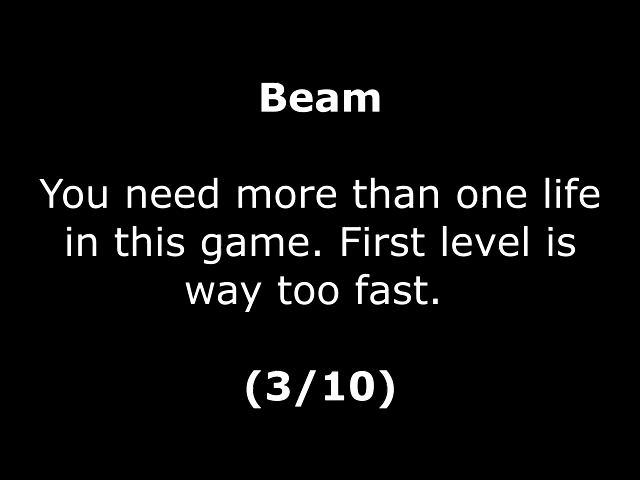 Beam
You need more than one life
in this game. First level is
way too fast.
(3/10)